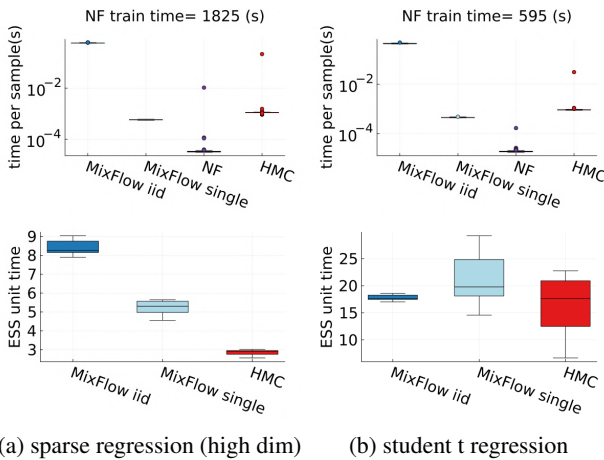 NF train time= 1825 (s)
time per sample(s)
10⁻²
10⁻⁴
MixFlow iid
MixFlow single
NF
HMC
NF train time= 595 (s)
time per sample(s)
10⁻²
10⁻⁴
MixFlow iid
MixFlow single
NF
HMC
ESS unit time
9
8
7
6
5
4
3
MixFlow iid
MixFlow single
HMC
ESS unit time
25
20
15
10
MixFlow iid
MixFlow single
HMC
(a) sparse regression (high dim)
(b) student t regression